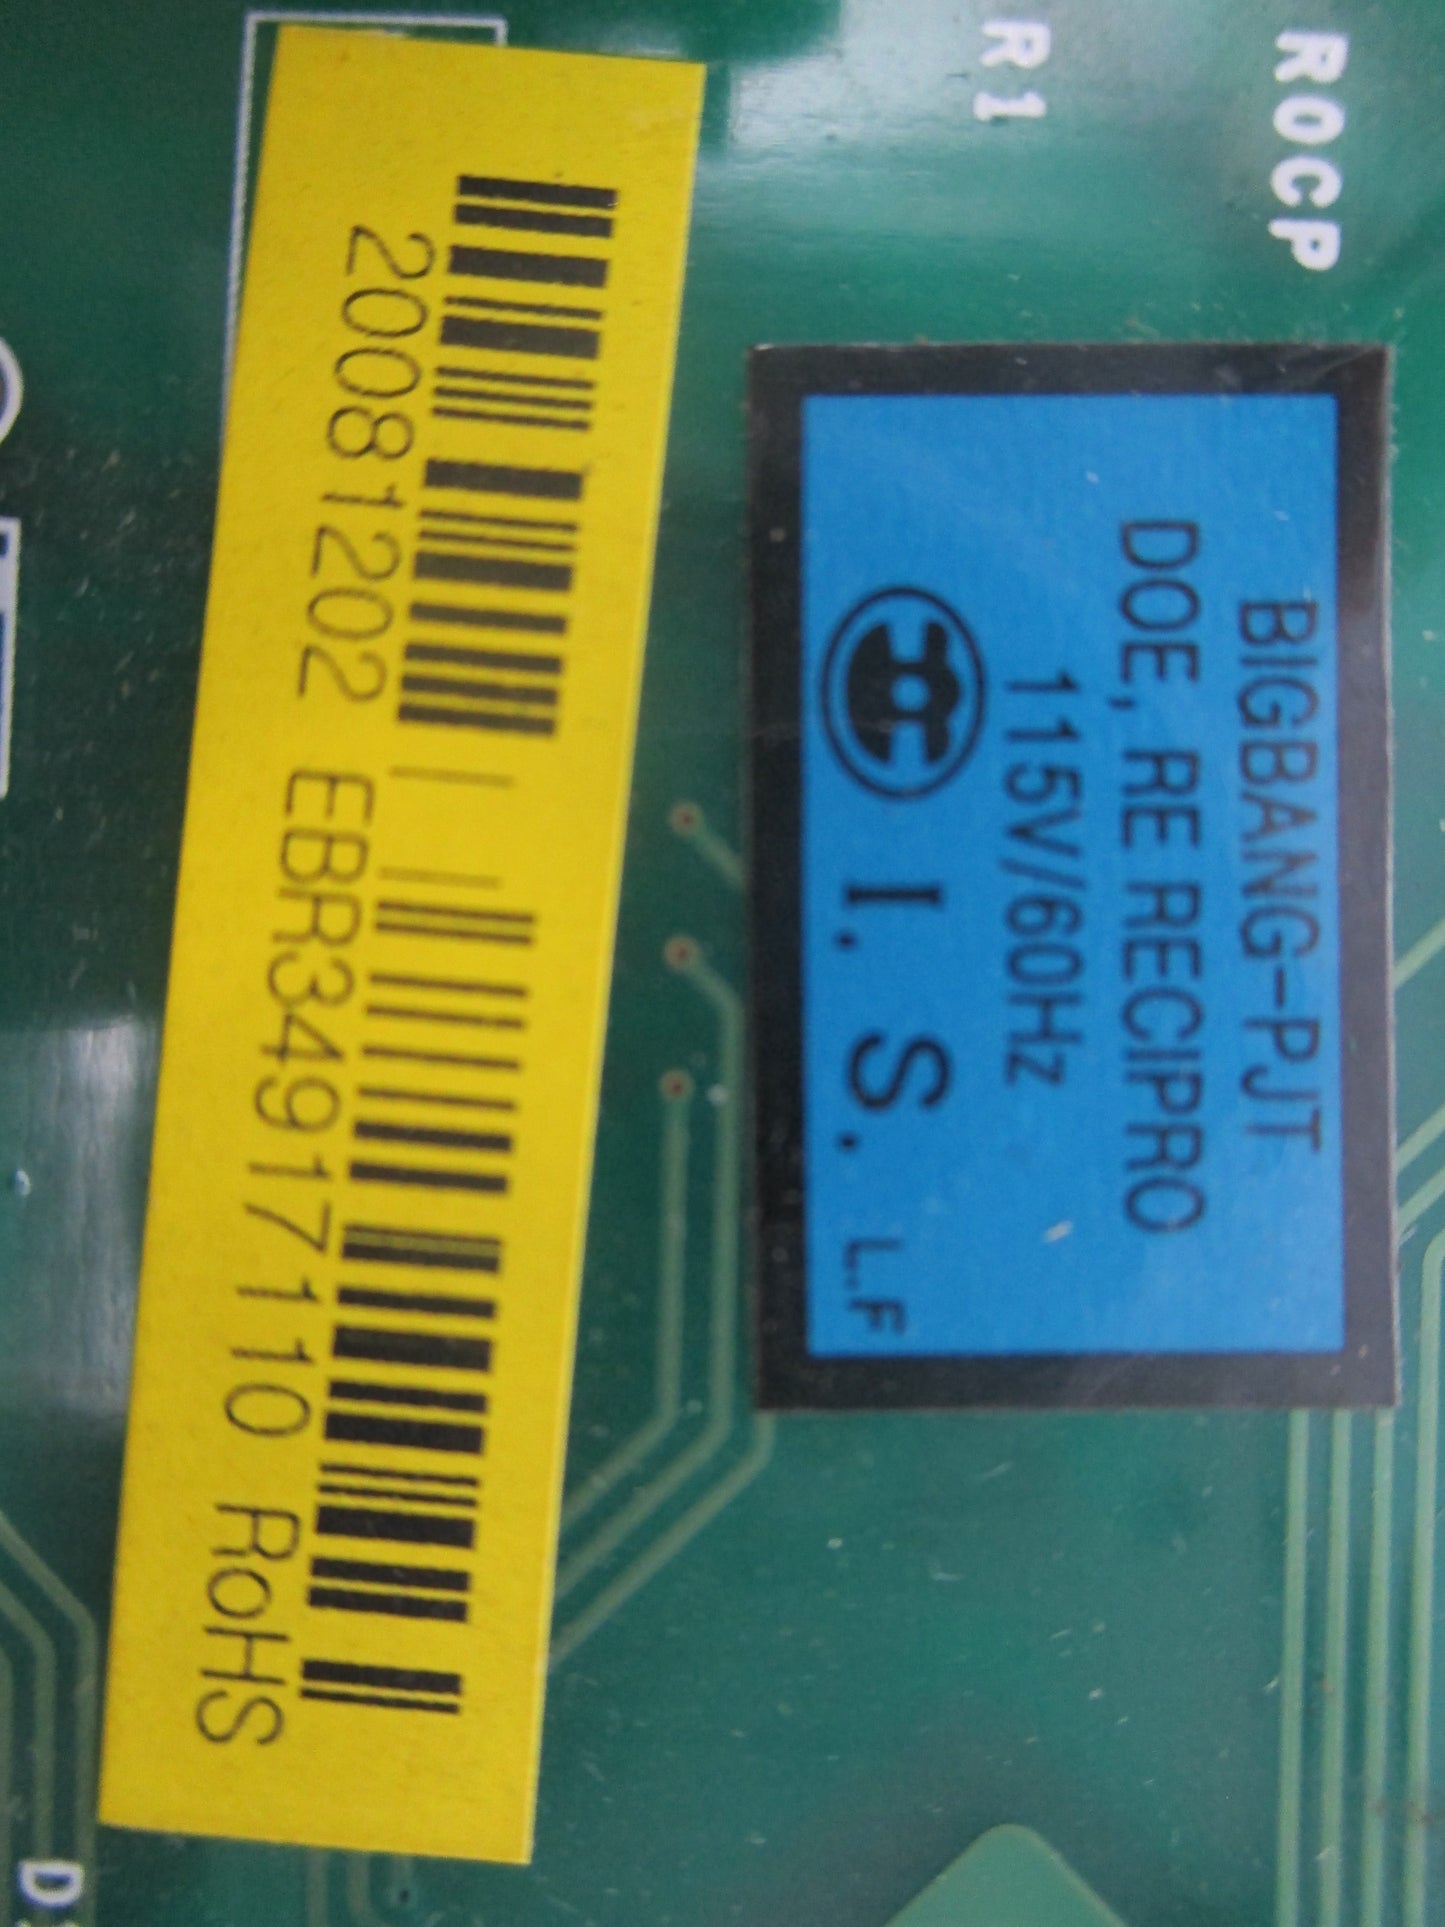 ROCP
R1
BIGBANG-PJT
DOE, RE RECIPRO
115V/60Hz
I. S. L.F
20081202 EBR34917110 RoHS